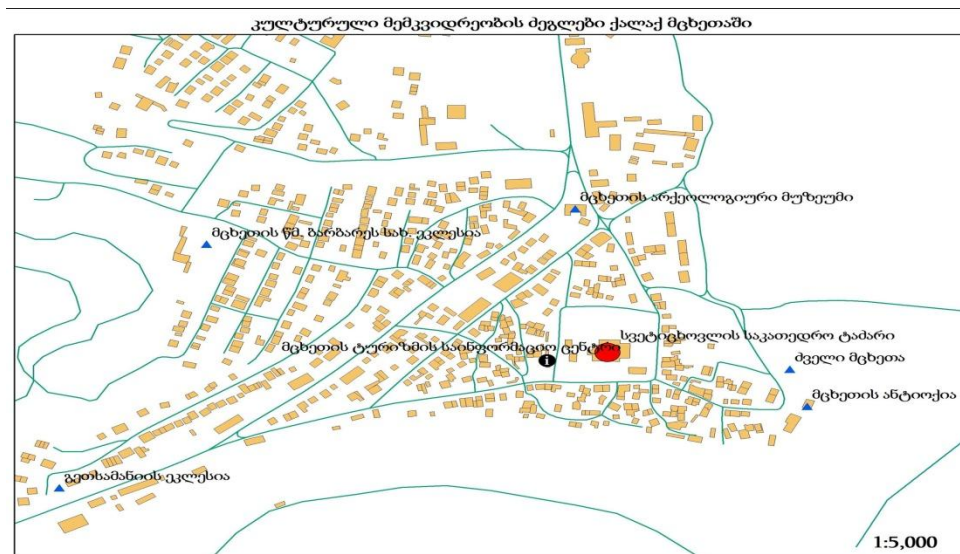 კულტურული მემკვიდრეობის ძეგლები ქალაქ მცხეთაში
მცხეთის არქეოლოგიური მუზეუმი
მცხეთის წმ. ბარბარეს სახ. ეკლესია
სვეტიცხოვლის საკათედრო ტაძარი
მცხეთის ტურიზმის საინფორმაციო ცენტრი
i
ძველი მცხეთა
მცხეთის ანტიოქია
გეთსამანიის ეკლესია
1:5,000